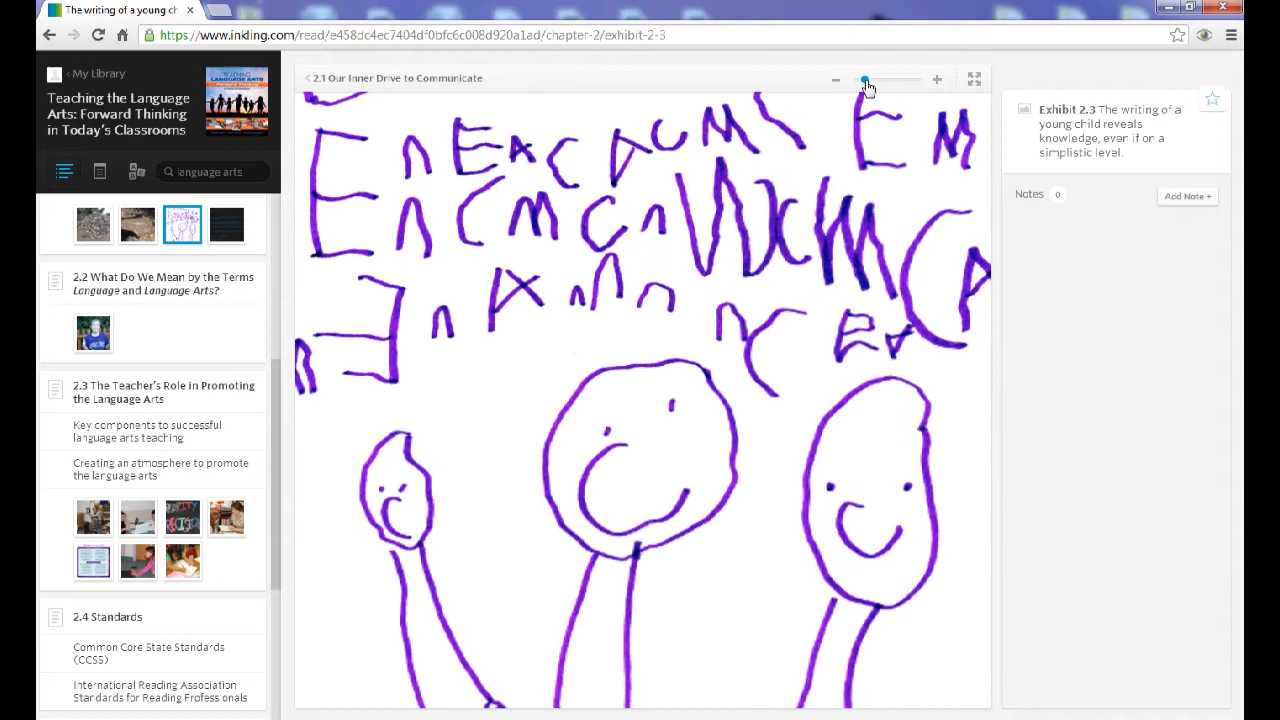 The writing of a young ch
https://www.inkling.com/read/e458dc4ec7404df0bfc6c008d920a1ad/chapter-2/exhibit-2-3
‹ My Library
Teaching the Language
Arts: Forward Thinking
in Today's Classrooms
language arts
2.2 What Do We Mean by the Terms
Language and Language Arts?
2.3 The Teacher's Role in Promoting
the Language Arts
Key components to successful
language arts teaching
Creating an atmosphere to promote
the language arts
2.4 Standards
Common Core State Standards
(CCSS)
International Reading Association
Standards for Reading Professionals
‹ 2.1 Our Inner Drive to Communicate
Exhibit 2.3 The writing of a
young child reveals
knowledge, even if on a
simplistic level.
Notes 0
Add Note +